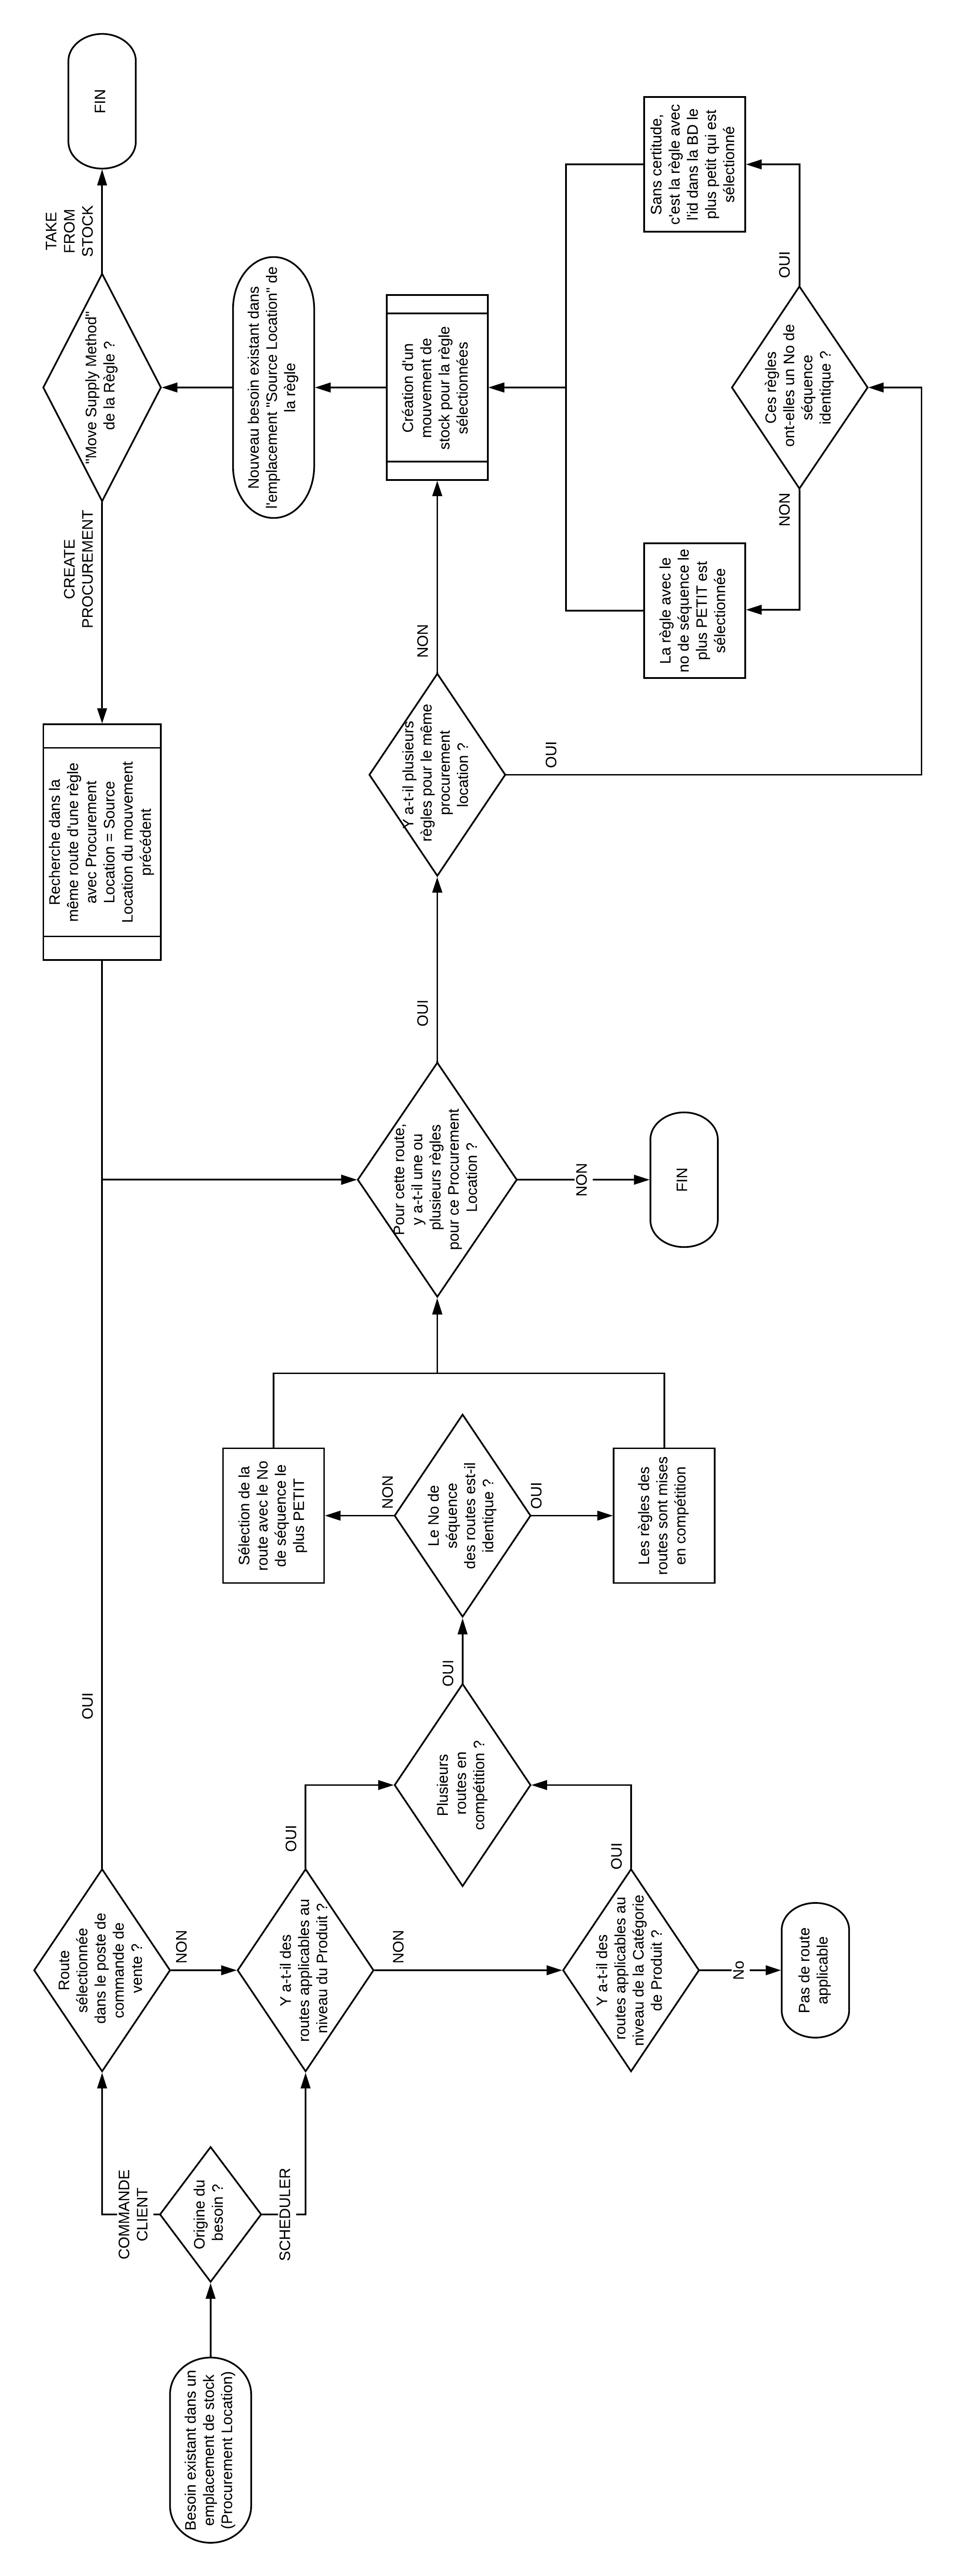 Besoin existant dans un
emplacement de stock
(Procurement Location)
Origine du
besoin ?
COMMANDE
CLIENT
SCHEDULER
Route
sélectionnée
dans le poste de
commande de
vente ?
OUI
NON
Y a-t-il des
routes applicables au
niveau du Produit ?
OUI
NON
Y a-t-il des
routes applicables au
niveau de la Catégorie
de Produit ?
OUI
No
Pas de route
applicable
Plusieurs
routes en
compétition ?
OUI
Le No de
séquence
des routes est-il
identique ?
NON
OUI
Sélection de la
route avec le No
de séquence le
plus PETIT
Les règles des
routes sont mises
en compétition
Pour cette route,
y a-t-il une ou
plusieurs règles
pour ce Procurement
Location ?
OUI
NON
FIN
Y a-t-il plusieurs
règles pour le même
procurement
location ?
NON
OUI
Ces règles
ont-elles un No de
séquence
identique ?
NON
OUI
La règle avec le
no de séquence le
plus PETIT est
sélectionnée
Sans certitude,
c'est la règle avec
l'id dans la BD le
plus petit qui est
sélectionné
Création d'un
mouvement de
stock pour la règle
sélectionnées
Nouveau besoin existant dans
l'emplacement "Source Location" de
la règle
"Move Supply Method"
de la Règle ?
CREATE
PROCUREMENT
TAKE
FROM
STOCK
Recherche dans la
même route d'une règle
avec Procurement
Location = Source
Location du mouvement
précédent
FIN